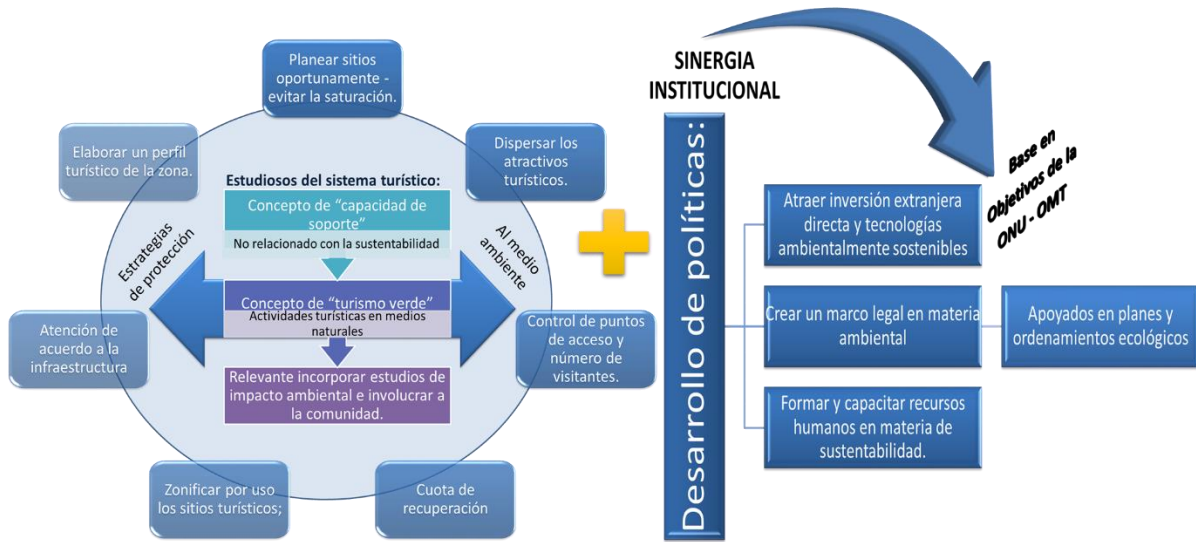 Planear sitios
oportunamente -
evitar la saturación.
Elaborar un perfil
turístico de la zona.
Dispersar los
atractivos
turísticos.
Estudiosos del sistema turístico:
Concepto de “capacidad de
soporte”
No relacionado con la sustentabilidad
Estrategias
de protección
Al medio
ambiente
Concepto de “turismo verde”
Actividades turísticas en medios
naturales
Relevante incorporar estudios de
impacto ambiental e involucrar a
la comunidad.
Atención de
acuerdo a la
infraestructura
Control de puntos
de acceso y
número de
visitantes.
Zonificar por uso
los sitios turísticos;
Cuota de
recuperación
SINERGIA
INSTITUCIONAL
Desarrollo de políticas:
Base en
Objetivos de la
ONU - OMT
Atraer inversión extranjera
directa y tecnologías
ambientalmente sostenibles
Crear un marco legal en materia
ambiental
Apoyados en planes y
ordenamientos ecológicos
Formar y capacitar recursos
humanos en materia de
sustentabilidad.